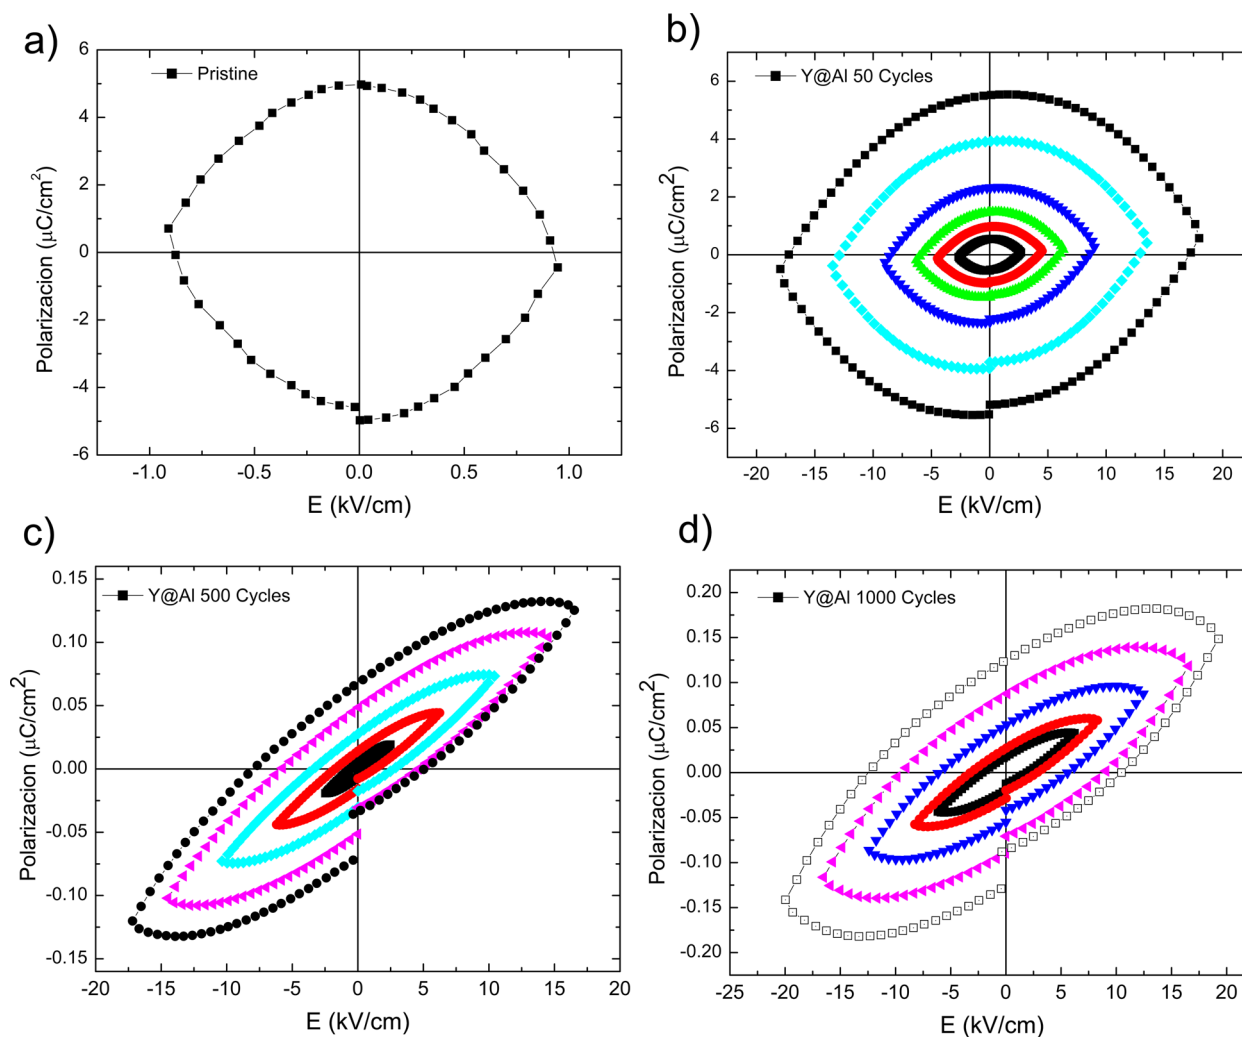 a)
Pristine
6
4
2
0
-2
-4
-6
Polarizacion (μC/cm²)
-1.0 -0.5 0.0 0.5 1.0
E (kV/cm)
b)
Y@Al 50 Cycles
6
4
2
0
-2
-4
-6
Polarizacion (μC/cm²)
-20 -15 -10 -5 0 5 10 15 20
E (kV/cm)
c)
Y@Al 500 Cycles
0.15
0.10
0.05
0.00
-0.05
-0.10
-0.15
Polarizacion (μC/cm²)
-20 -15 -10 -5 0 5 10 15 20
E (kV/cm)
d)
Y@Al 1000 Cycles
0.20
0.15
0.10
0.05
0.00
-0.05
-0.10
-0.15
-0.20
Polarizacion (μC/cm²)
-25 -20 -15 -10 -5 0 5 10 15 20
E (kV/cm)